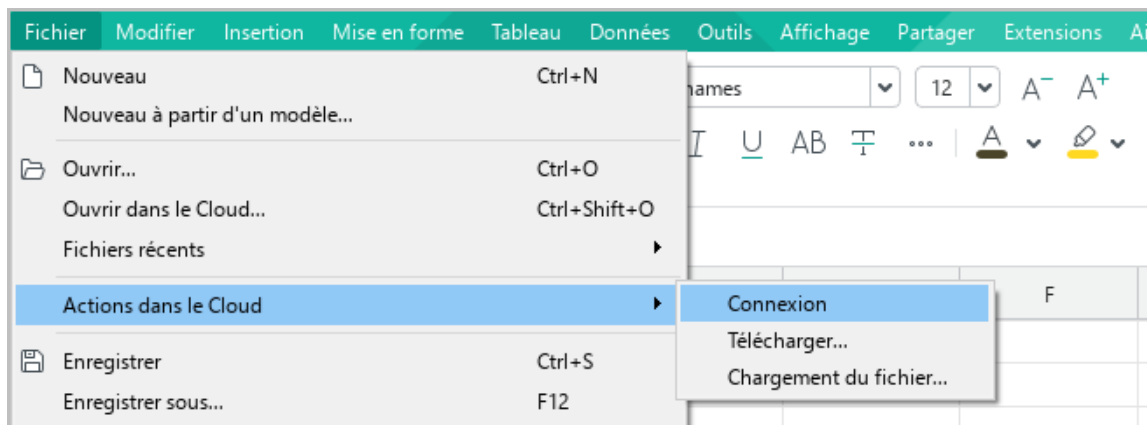 Fichier Modifier Insertion Mise en forme Tableau Données Outils Affichage Partager Extensions
Nouveau Ctrl+N
Nouveau à partir d'un modèle...
12 A- A+
Ouvrir... Ctrl+O
I U AB T ... A
Ouvrir dans le Cloud... Ctrl+Shift+O
Fichiers récents
Actions dans le Cloud
Connexion
F
Télécharger...
Chargement du fichier...
Enregistrer Ctrl+S
Enregistrer sous... F12